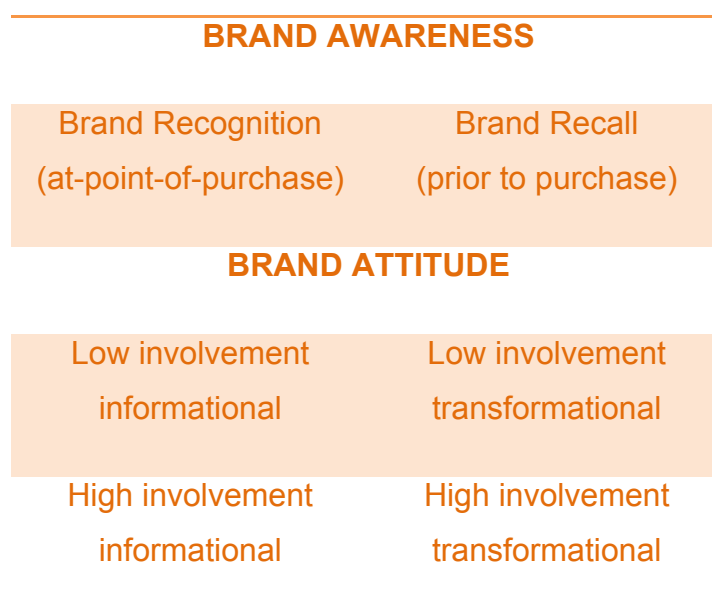 BRAND AWARENESS
Brand Recognition
(at-point-of-purchase)
Brand Recall
(prior to purchase)
BRAND ATTITUDE
Low involvement
informational
Low involvement
transformational
High involvement
informational
High involvement
transformational